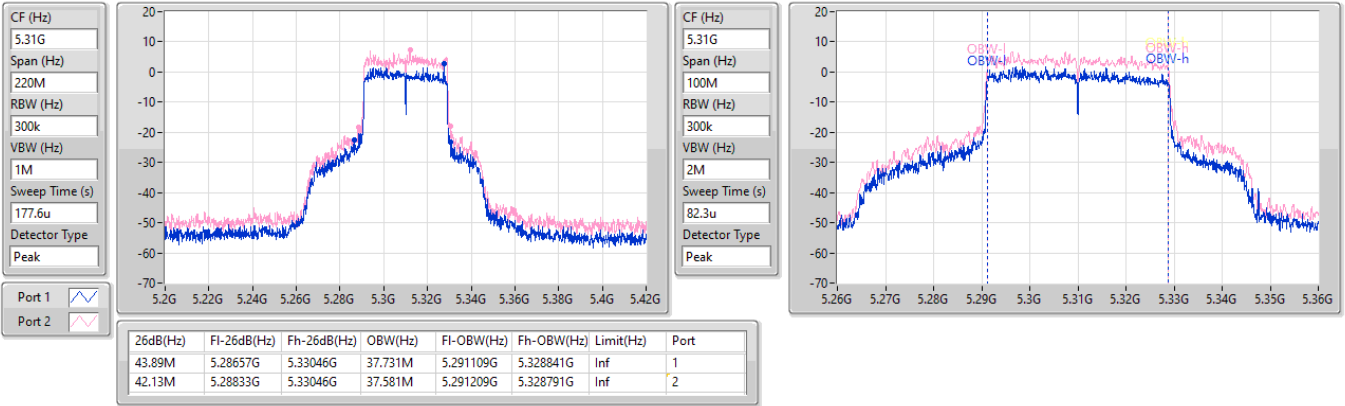 CF (Hz)
5.31G
Span (Hz)
220M
RBW (Hz)
300k
VBW (Hz)
1M
Sweep Time (s)
177.6u
Detector Type
Peak
Port 1
Port 2
20-
10-
0-
-10-
-20-
-30-
-40-
-50-
-60-
-70-
5.2G 5.22G 5.24G 5.26G 5.28G 5.3G 5.32G 5.34G 5.36G 5.38G 5.4G 5.42G
CF (Hz)
5.31G
Span (Hz)
100M
RBW (Hz)
300k
VBW (Hz)
2M
Sweep Time (s)
82.3u
Detector Type
Peak
20-
10-
0-
-10-
-20-
-30-
-40-
-50-
-60-
-70-
OBW-l
OBW-l
OBW-h
OBW-h
5.26G 5.27G 5.28G 5.29G 5.3G 5.31G 5.32G 5.33G 5.34G 5.35G 5.36G
26dB(Hz) Fl-26dB(Hz) Fh-26dB(Hz) OBW(Hz) Fl-OBW(Hz) Fh-OBW(Hz) Limit(Hz) Port
43.89M 5.28657G 5.33046G 37.731M 5.291109G 5.328841G Inf 1
42.13M 5.28833G 5.33046G 37.581M 5.291209G 5.328791G Inf 2